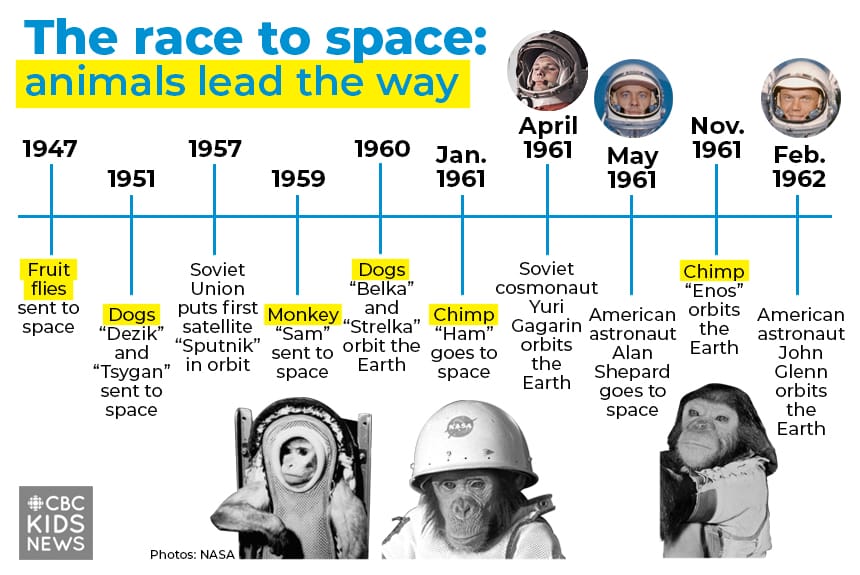 The race to space:
animals lead the way
1947
Fruit
flies
sent to
space
1951
Dogs
“Dezik”
and
“Tsygan”
sent to
space
1957
Soviet
Union
puts first
satellite
“Sputnik”
in orbit
1959
Monkey
“Sam”
sent to
space
1960
Dogs
“Belka”
and
“Strelka”
orbit the
Earth
Jan.
1961
Chimp
“Ham”
goes to
space
April
1961
Soviet
cosmonaut
Yuri
Gagarin
orbits
the
Earth
May
1961
American
astronaut
Alan
Shepard
goes to
space
Nov.
1961
Chimp
“Enos”
orbits
the
Earth
Feb.
1962
American
astronaut
John
Glenn
orbits
the
Earth
NASA
CBC
KIDS
NEWS
Photos: NASA